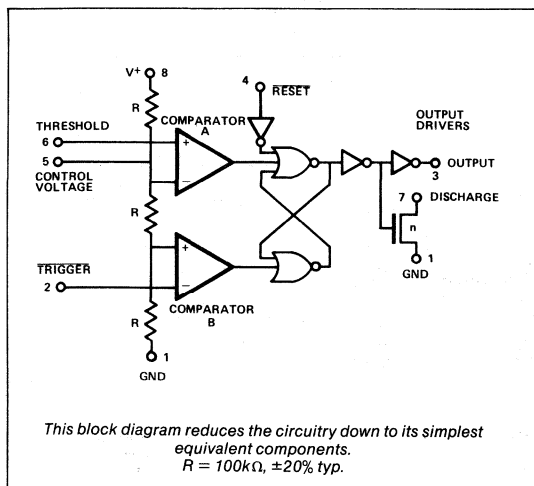 V+ 8
4
RESET
R
COMPARATOR
A
OUTPUT
DRIVERS
THRESHOLD
6
+
5
CONTROL
VOLTAGE
−
OUTPUT
3
7 DISCHARGE
R
n
+
1
GND
TRIGGER
2
−
R
COMPARATOR
B
1
GND
This block diagram reduces the circuitry down to its simplest
equivalent components.
R = 100kΩ, ±20% typ.